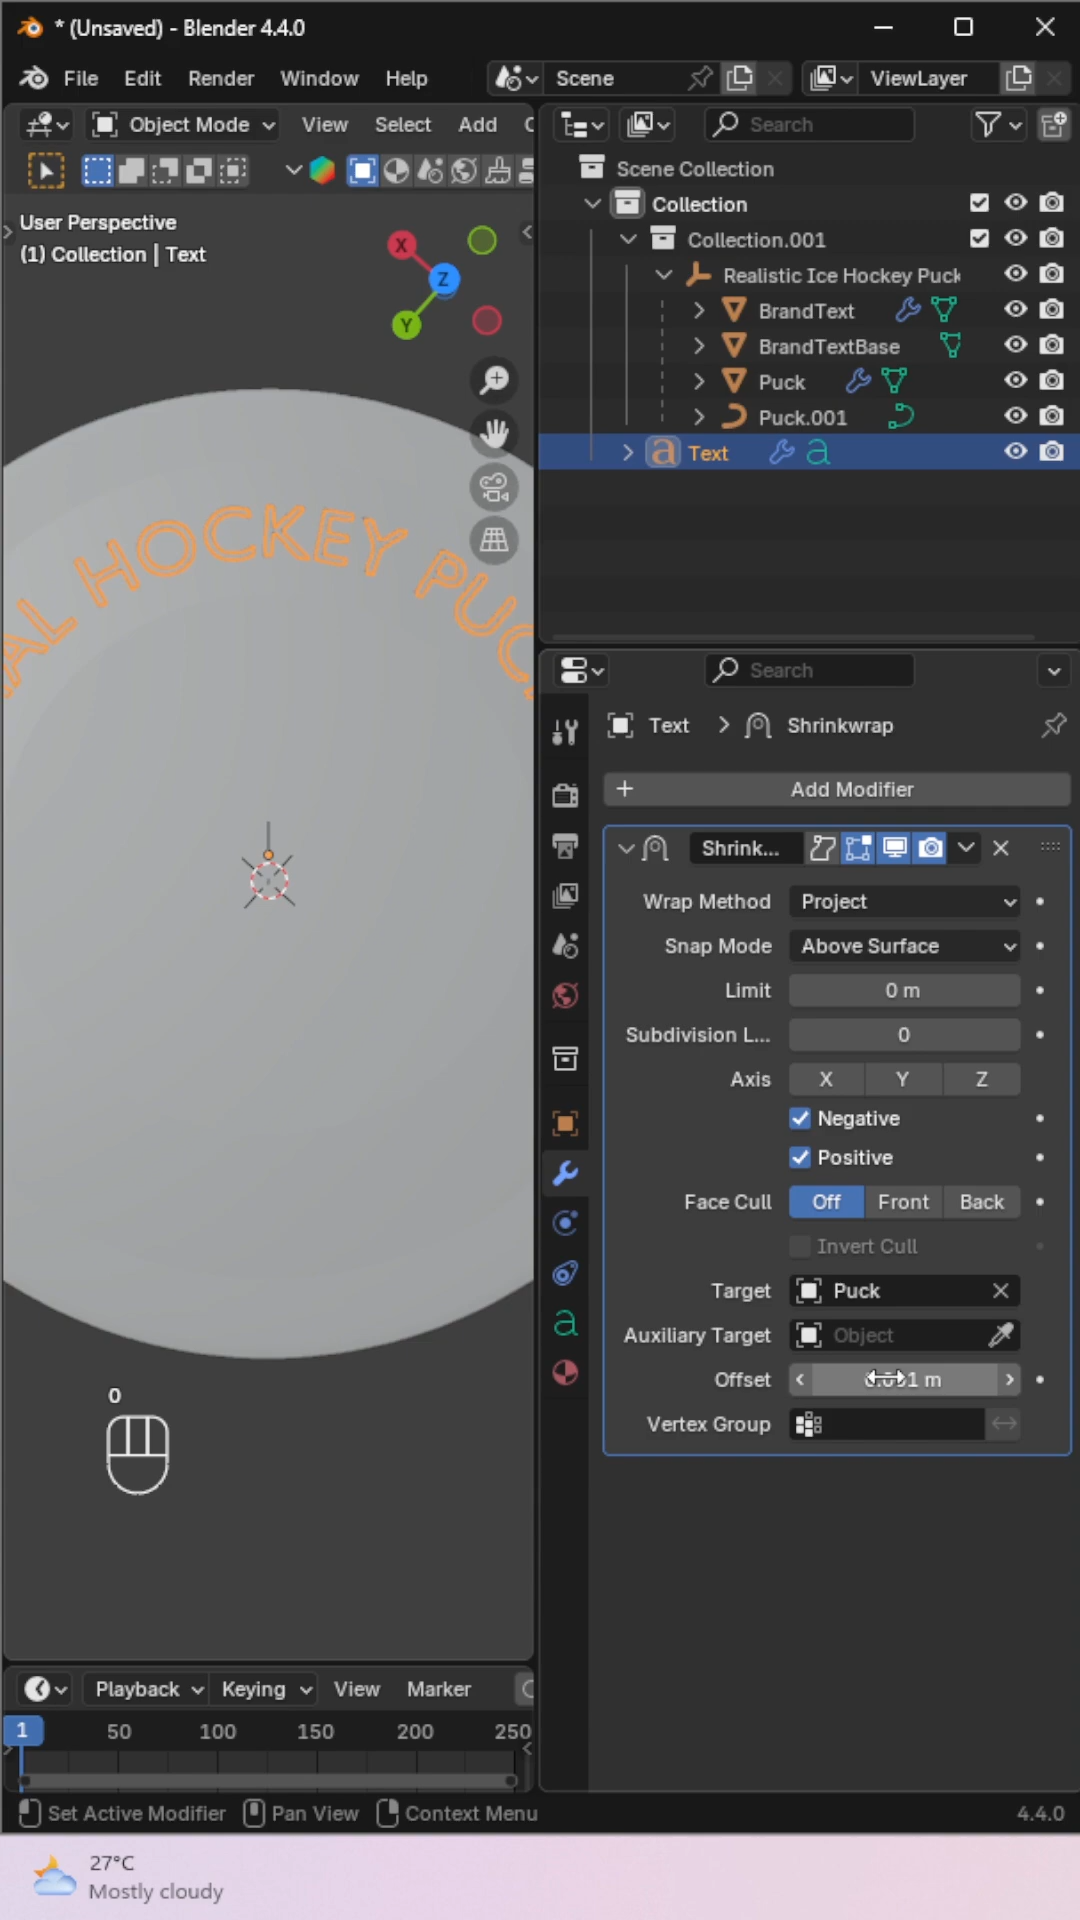 * (Unsaved) - Blender 4.4.0
File Edit Render Window Help
Scene
ViewLayer
Object Mode View Select Add
User Perspective
(1) Collection | Text
X
Z
Y
AL HOCKEY PUC
0
Search
Scene Collection
Collection
Collection.001
Realistic Ice Hockey Puck
BrandText
BrandTextBase
Puck
Puck.001
Text
Search
Text > Shrinkwrap
+ Add Modifier
Shrink...
Wrap Method Project
Snap Mode Above Surface
Limit 0 m
Subdivision L... 0
Axis X Y Z
Negative
Positive
Face Cull Off Front Back
Invert Cull
Target Puck
Auxiliary Target Object
Offset 1 m
Vertex Group
Playback Keying View Marker
1 50 100 150 200 250
Set Active Modifier Pan View Context Menu 4.4.0
27°C
Mostly cloudy